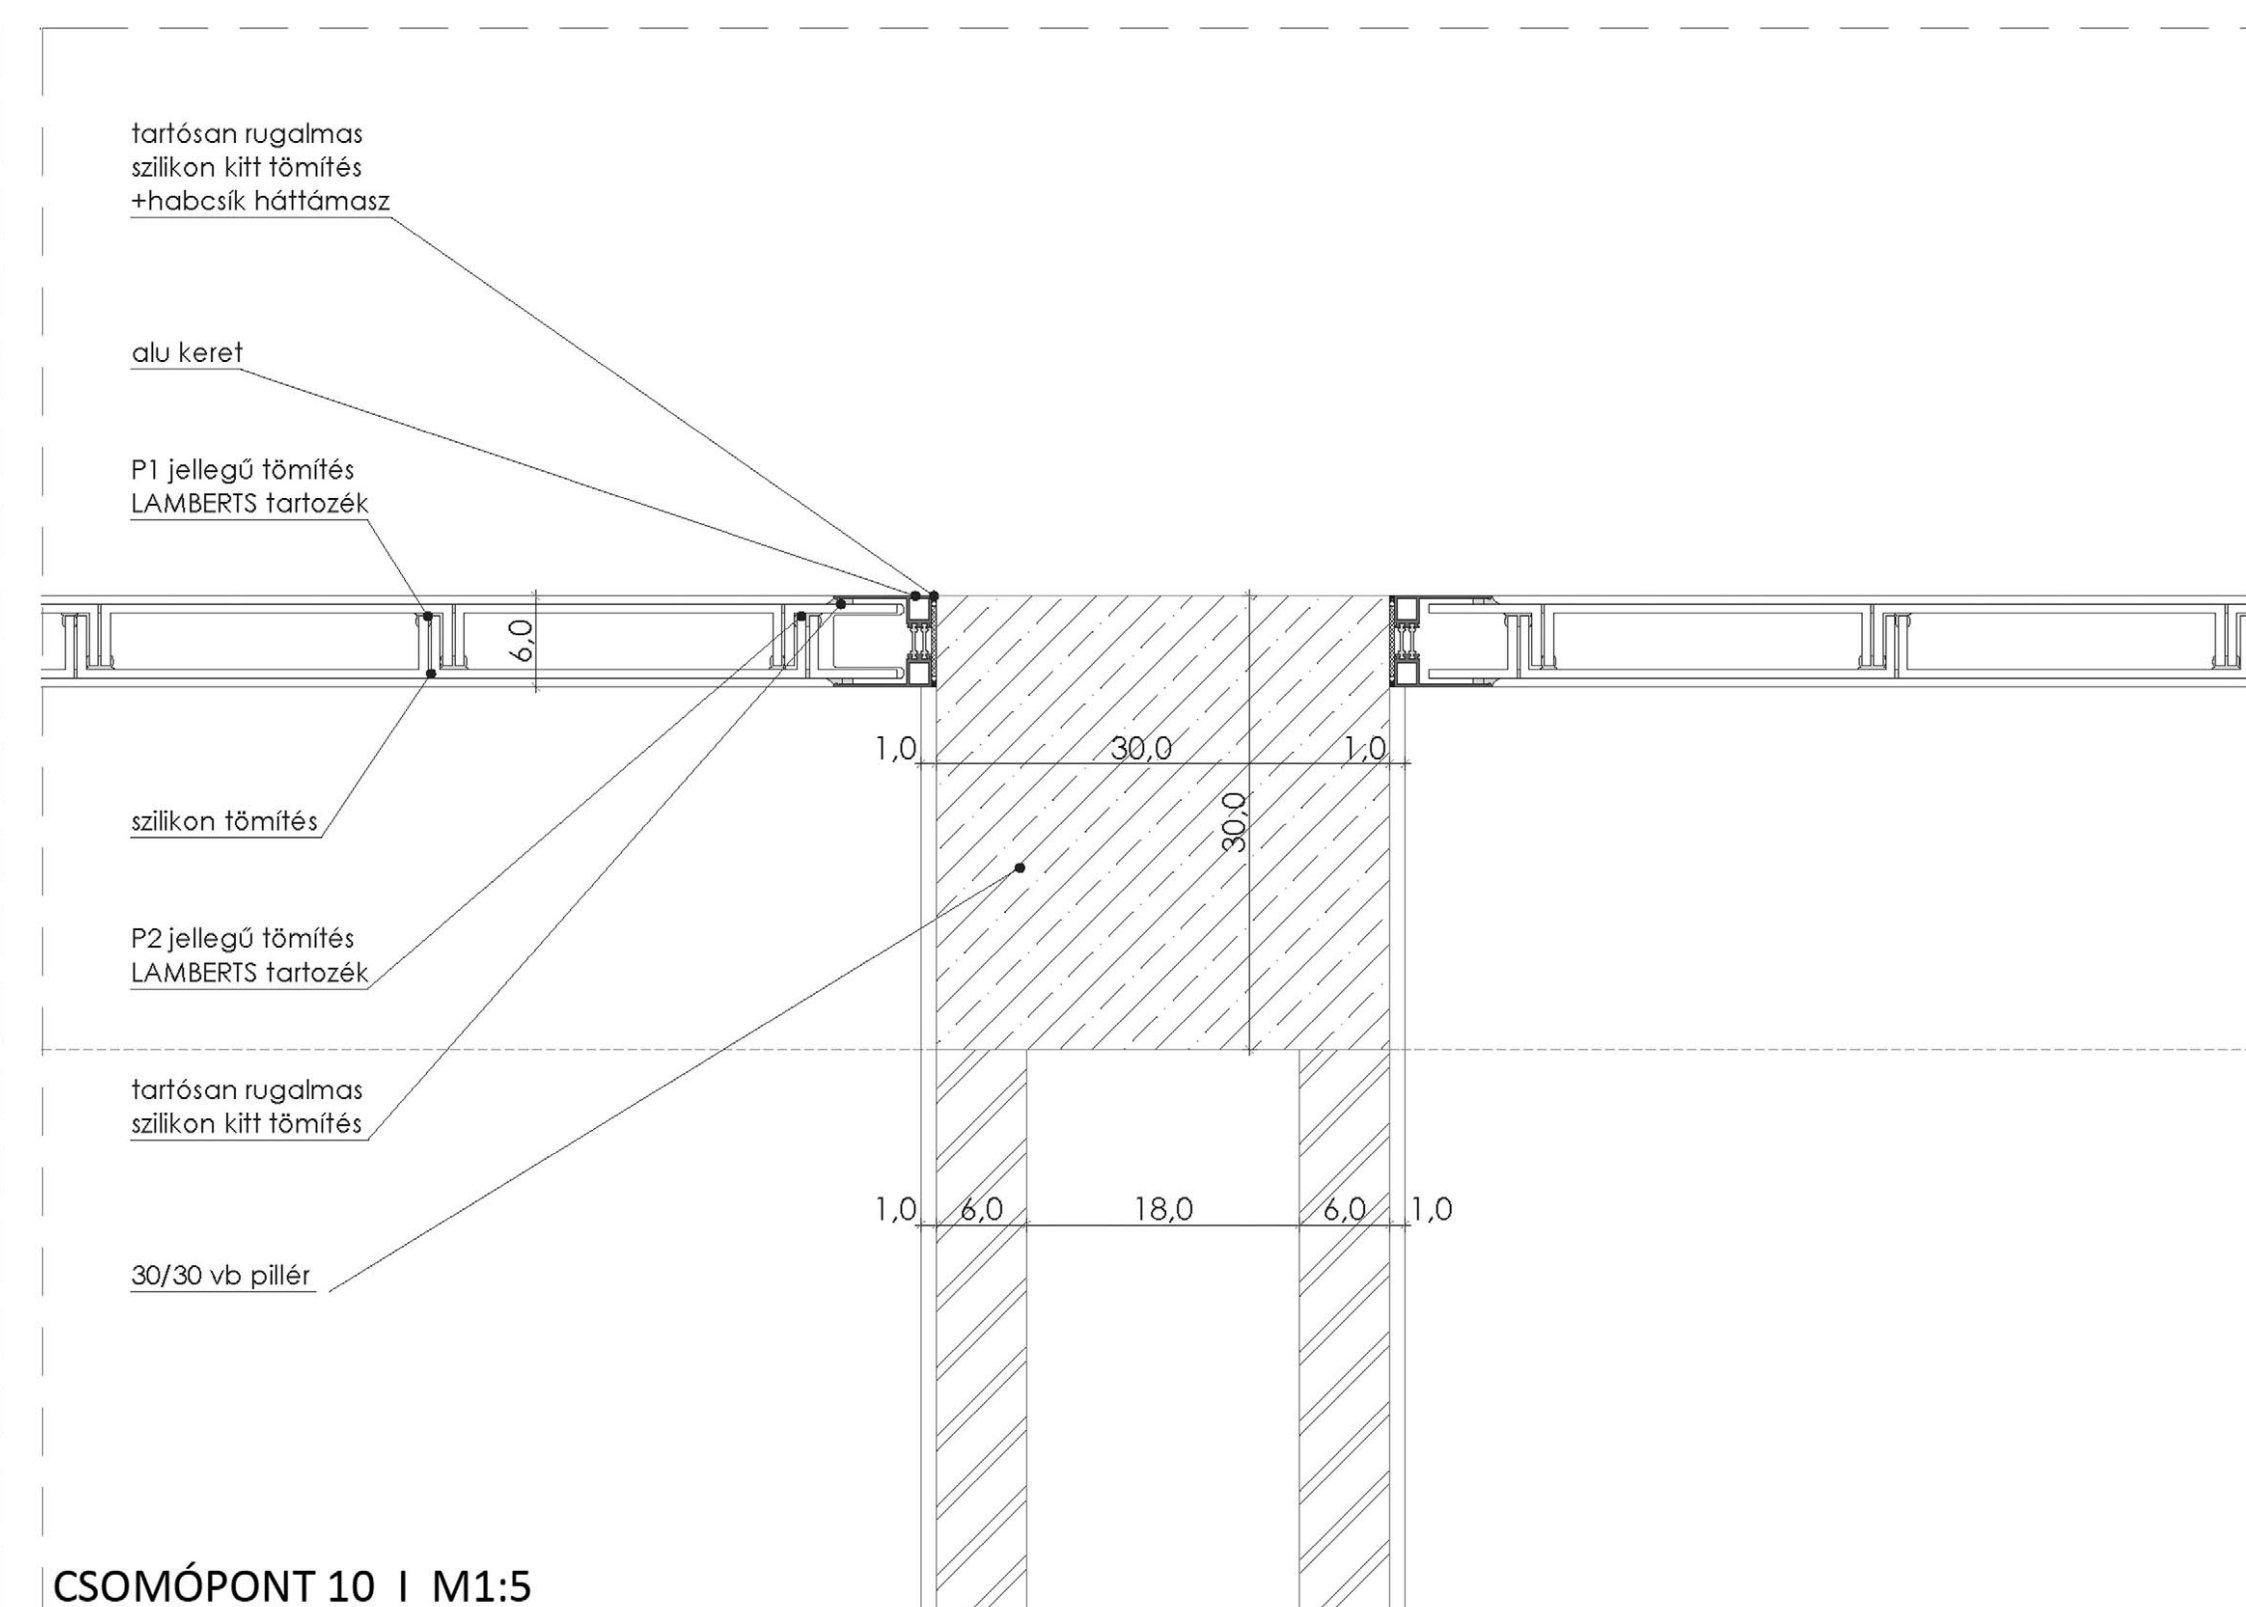 tartósan rugalmas
szilikon kitt tömítés
+habcsík háttámasz
alu keret
P1 jellegű tömítés
LAMBERTS tartozék
6,0
1,0
30,0
1,0
30,0
szilikon tömítés
P2 jellegű tömítés
LAMBERTS tartozék
tartósan rugalmas
szilikon kitt tömítés
1,0
6,0
18,0
6,0
1,0
30/30 vb pillér
CSOMÓPONT 10 I M1:5